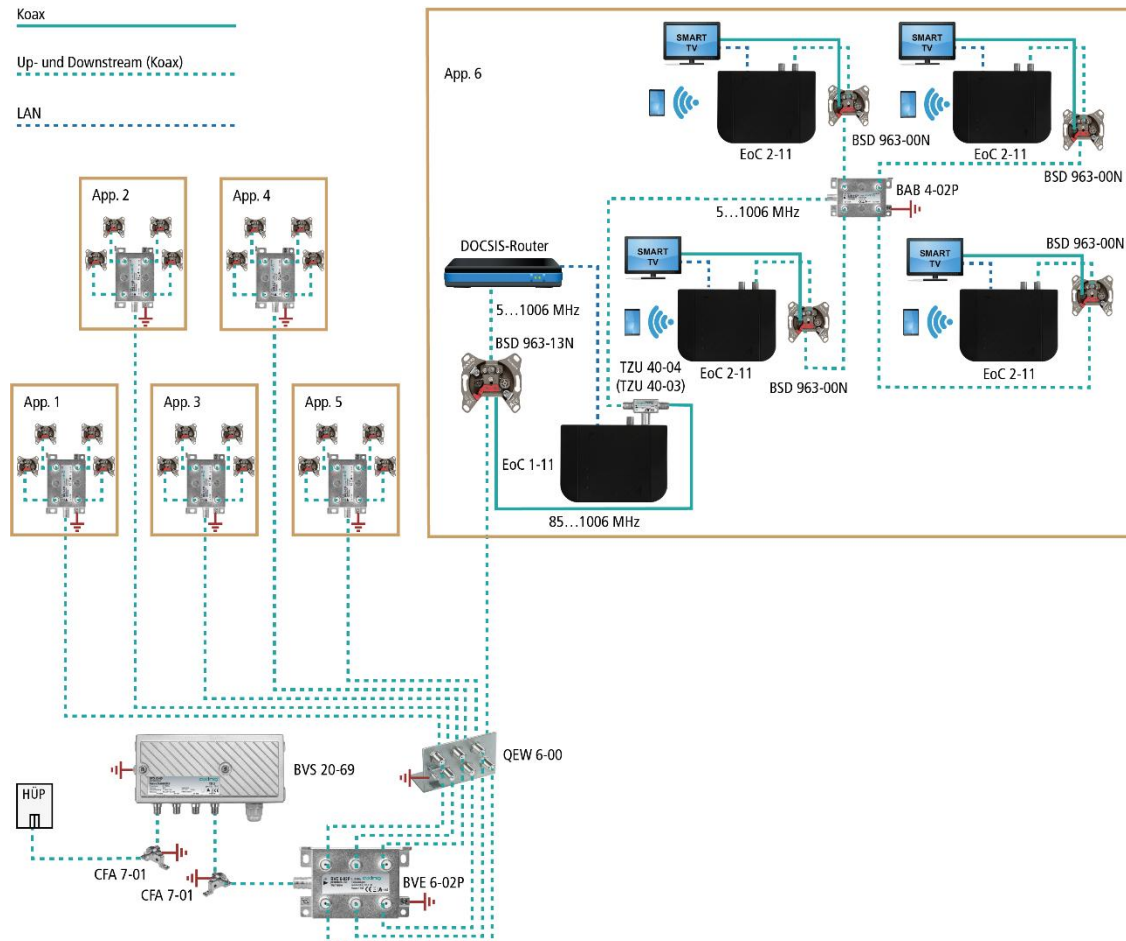 Koax
Up- und Downstream (Koax)
LAN
App. 6
SMART TV
SMART TV
EoC 2-11
BSD 963-00N
EoC 2-11
BSD 963-00N
BAB 4-02P
5...1006 MHz
App. 2
App. 4
DOCSIS-Router
5...1006 MHz
BSD 963-13N
SMART TV
EoC 2-11
BSD 963-00N
SMART TV
BSD 963-00N
EoC 2-11
TZU 40-04
(TZU 40-03)
EoC 1-11
85...1006 MHz
App. 1
App. 3
App. 5
QEW 6-00
BVS 20-69
HÜP
CFA 7-01
CFA 7-01
BVE 6-02P